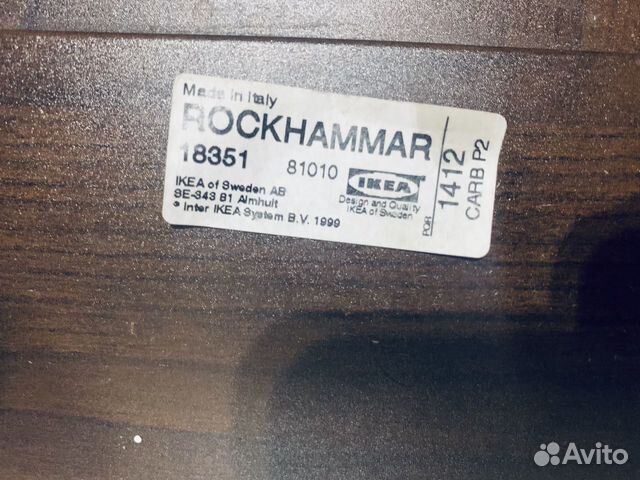 Made in Italy
ROCKHAMMAR
18351 81010
IKEA
Design and Quality
IKEA of Sweden
IKEA of Sweden AB
SE-343 81 Älmhult
© Inter IKEA System B.V. 1999
PQR
1412
CARB P2
Avito